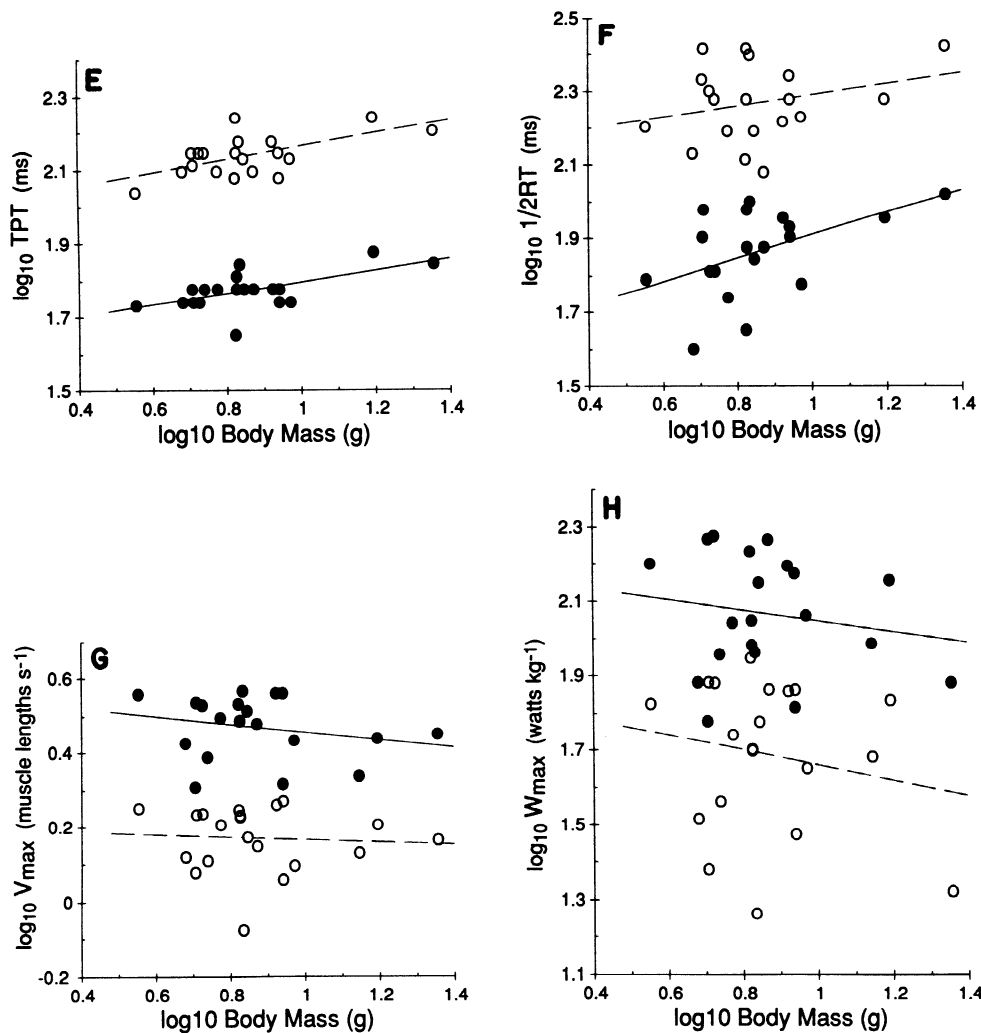 E
log10 TPT (ms)
2.3
2.1
1.9
1.7
1.5
0.4 0.6 0.8 1 1.2 1.4
log10 Body Mass (g)
F
log10 1/2RT (ms)
2.5
2.3
2.1
1.9
1.7
1.5
0.4 0.6 0.8 1 1.2 1.4
log10 Body Mass (g)
G
log10 Vmax (muscle lengths s-1)
0.6
0.4
0.2
0
-0.2
0.4 0.6 0.8 1 1.2 1.4
log10 Body Mass (g)
H
log10 Wmax (watts kg-1)
2.3
2.1
1.9
1.7
1.5
1.3
1.1
0.4 0.6 0.8 1 1.2 1.4
log10 Body Mass (g)